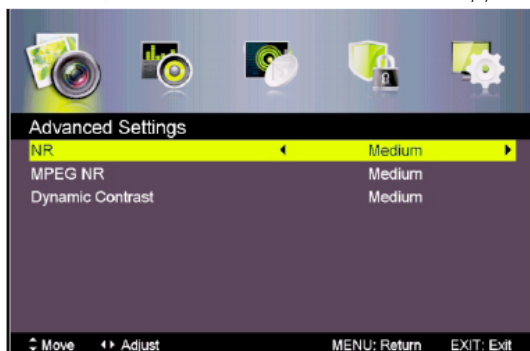 Advanced Settings
NR Medium
MPEG NR Medium
Dynamic Contrast Medium
Move Adjust MENU: Return EXIT: Exit